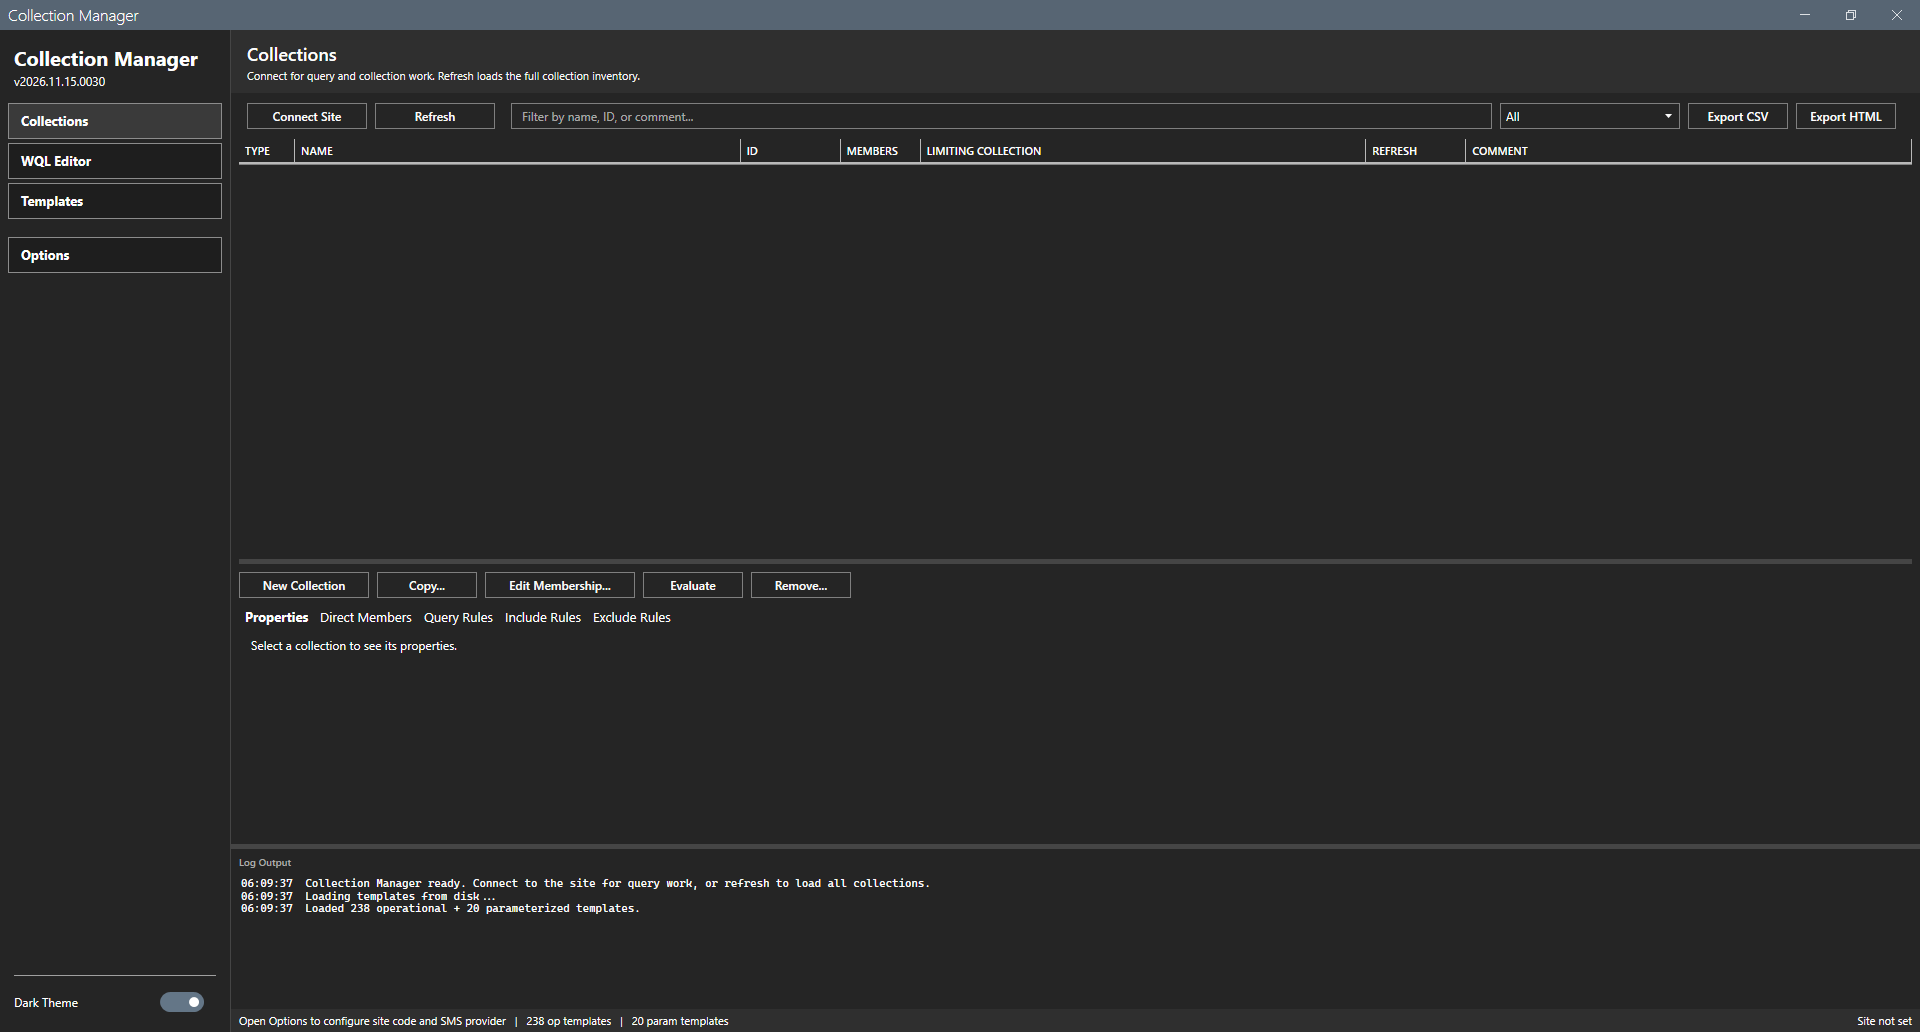 Collection Manager
Collection Manager
v2026.11.15.0030
Collections
WQL Editor
Templates
Options
Dark Theme
Collections
Connect for query and collection work. Refresh loads the full collection inventory.
Connect Site
Refresh
Filter by name, ID, or comment...
All
Export CSV
Export HTML
TYPE NAME ID MEMBERS LIMITING COLLECTION REFRESH COMMENT
New Collection
Copy...
Edit Membership...
Evaluate
Remove...
Properties Direct Members Query Rules Include Rules Exclude Rules
Select a collection to see its properties.
Log Output
06:09:37 Collection Manager ready. Connect to the site for query work, or refresh to load all collections.
06:09:37 Loading templates from disk...
06:09:37 Loaded 238 operational + 20 parameterized templates.
Open Options to configure site code and SMS provider | 238 op templates | 20 param templates
Site not set